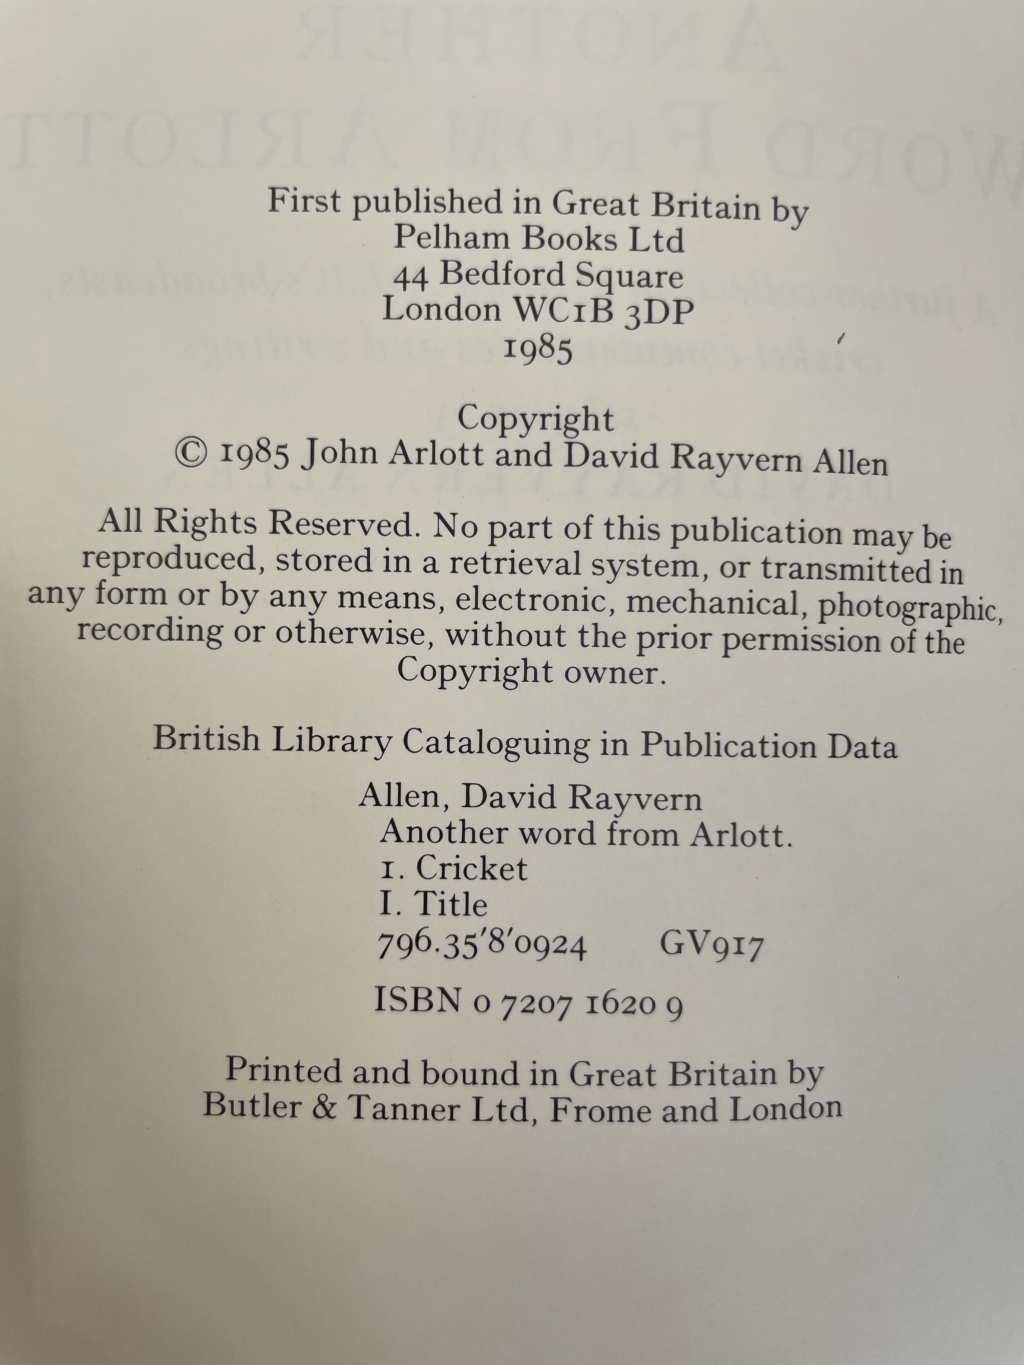 First published in Great Britain by
Pelham Books Ltd
44 Bedford Square
London WC1B 3DP
1985
Copyright
© 1985 John Arlott and David Rayvern Allen
All Rights Reserved. No part of this publication may be
reproduced, stored in a retrieval system, or transmitted in
any form or by any means, electronic, mechanical, photographic,
recording or otherwise, without the prior permission of the
Copyright owner.
British Library Cataloguing in Publication Data
Allen, David Rayvern
Another word from Arlott.
1. Cricket
I. Title
796.35'8'0924 GV917
ISBN 0 7207 1620 9
Printed and bound in Great Britain by
Butler & Tanner Ltd, Frome and London